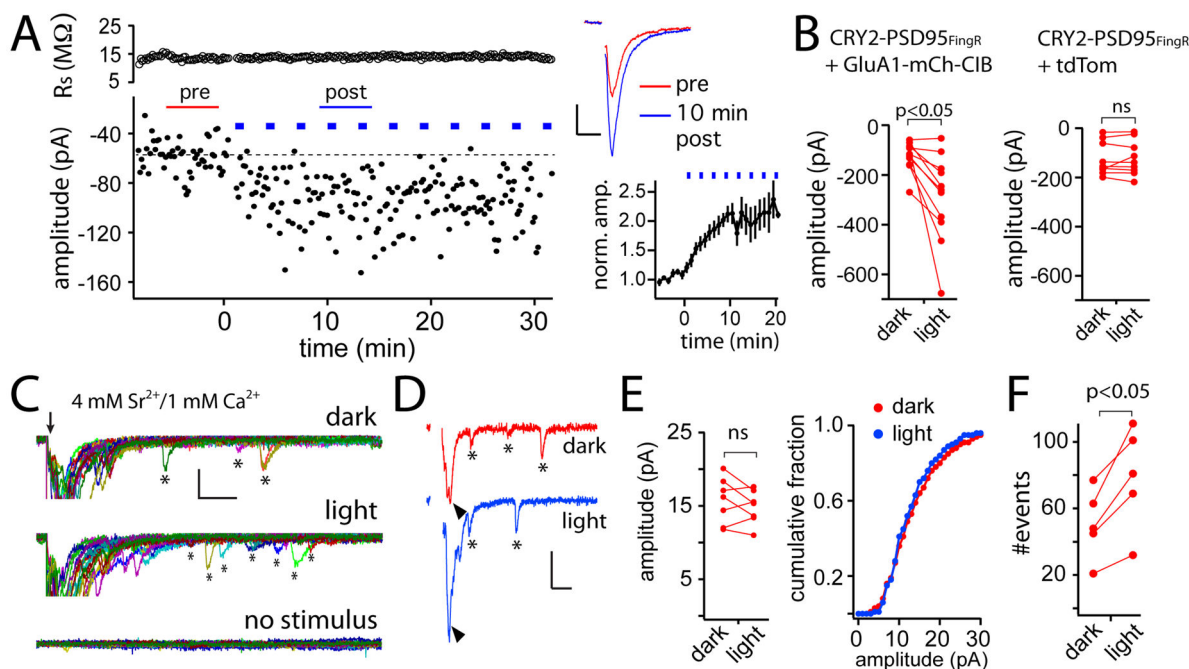 A
Rs (MΩ)
25
15
5
pre
post
amplitude (pA)
-40
-80
-120
-160
0
10
20
30
time (min)
pre
10 min
post
norm. amp.
2.5
2.0
1.5
1.0
0
10
20
time (min)
B
CRY2-PSD95FingR
+ GluA1-mCh-CIB
p<0.05
amplitude (pA)
0
-200
-400
-600
dark
light
CRY2-PSD95FingR
+ tdTom
ns
amplitude (pA)
0
-200
-400
-600
dark
light
C
4 mM Sr2+/1 mM Ca2+
dark
*
*
*
light
*
*
*
*
*
*
*
no stimulus
D
dark
*
*
*
light
*
*
E
ns
amplitude (pA)
25
15
5
dark
light
dark
light
cumulative fraction
1.0
0.6
0.2
0
10
20
30
amplitude (pA)
F
p<0.05
#events
100
60
20
dark
light